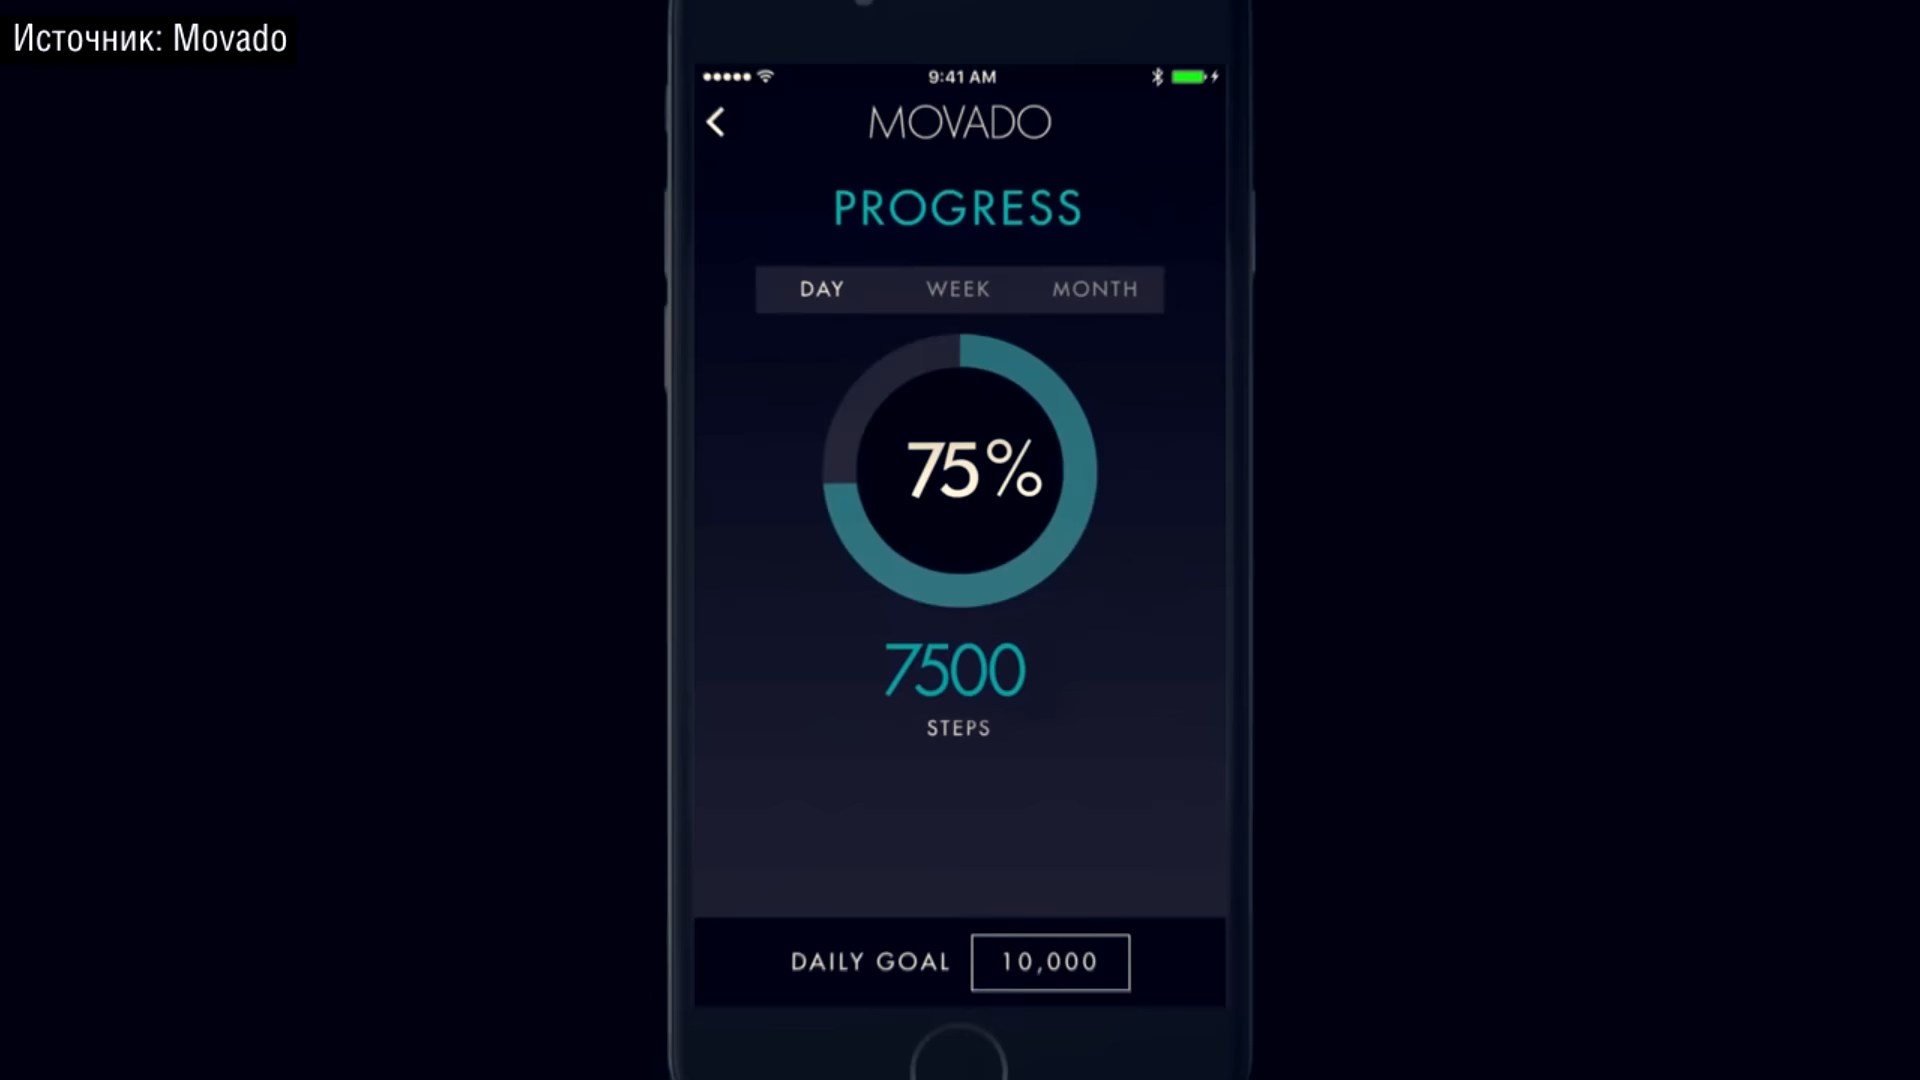 Источник: Movado
9:41 AM
MOVADO
PROGRESS
DAY WEEK MONTH
75%
7500
STEPS
DAILY GOAL 10,000